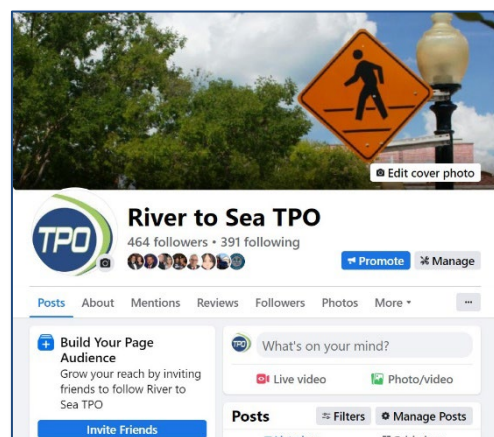 Edit cover photo
TPO
River to Sea TPO
464 followers • 391 following
Promote
Manage
Posts About Mentions Reviews Followers Photos More
Build Your Page
Audience
Grow your reach by inviting
friends to follow River to
Sea TPO
Invite Friends
TPO
What's on your mind?
Live video
Photo/video
Posts
Filters
Manage Posts